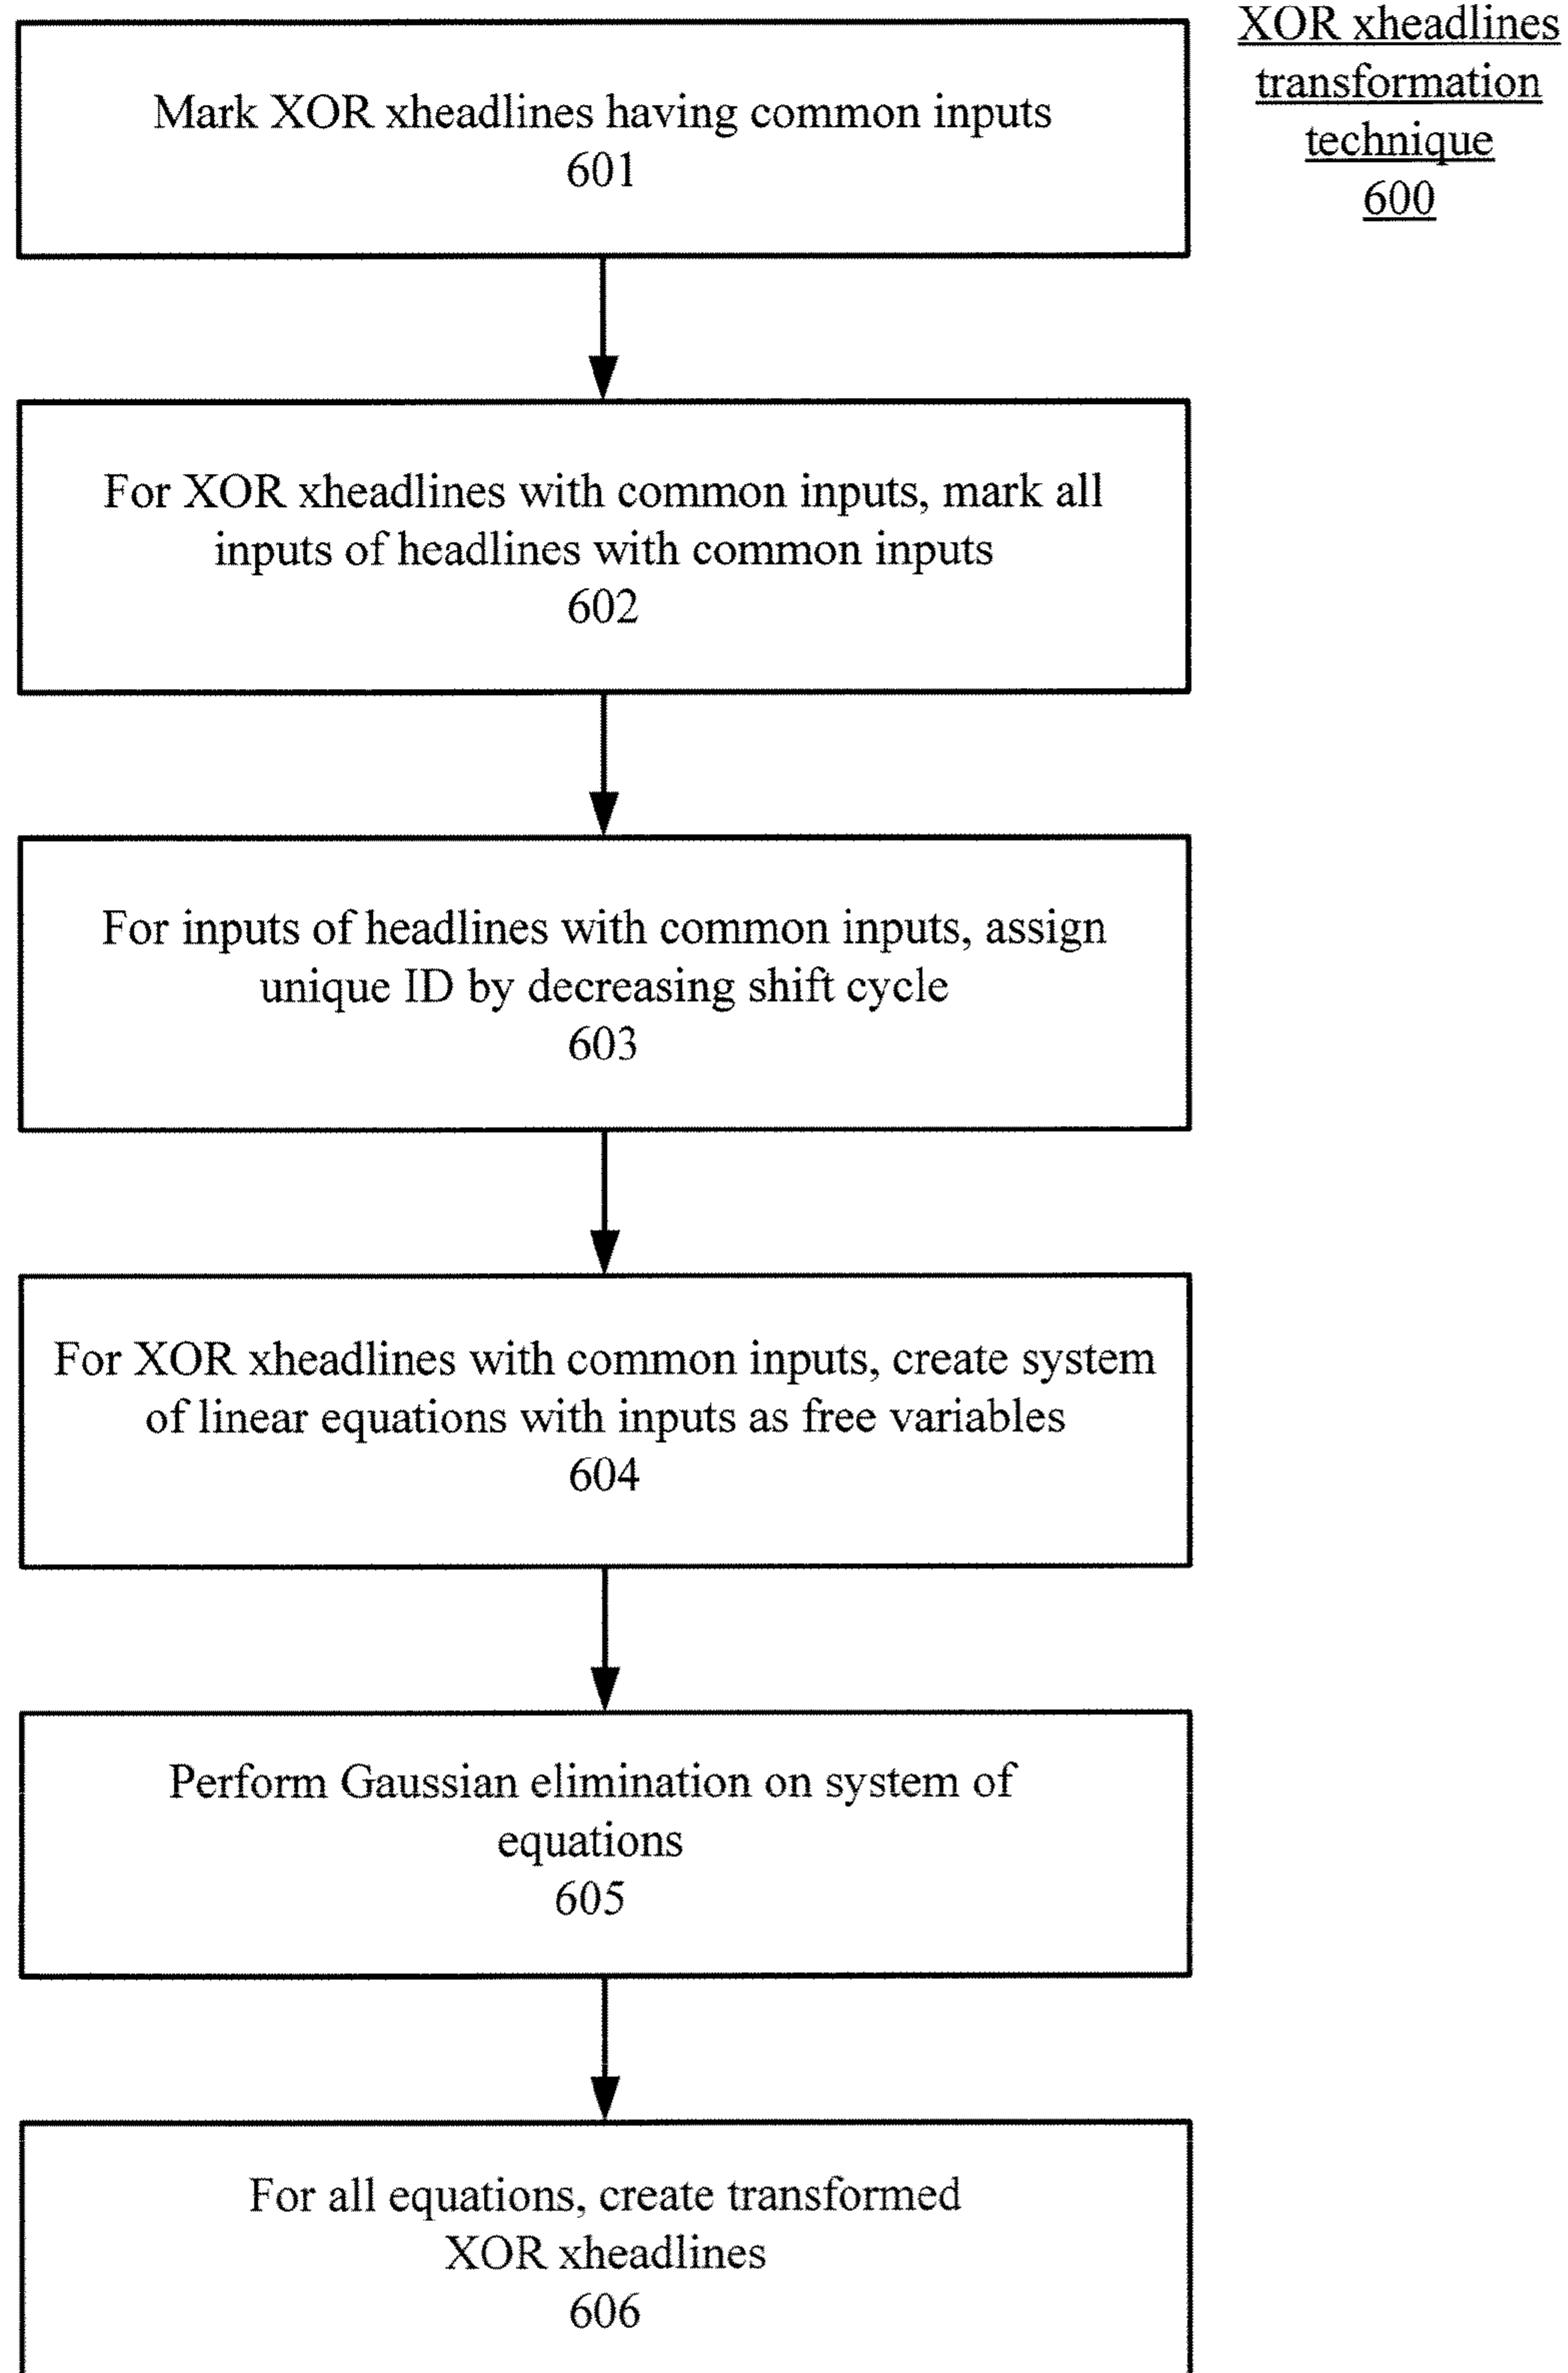 XOR xheadlines
transformation
technique
600
Mark XOR xheadlines having common inputs
601
For XOR xheadlines with common inputs, mark all
inputs of headlines with common inputs
602
For inputs of headlines with common inputs, assign
unique ID by decreasing shift cycle
603
For XOR xheadlines with common inputs, create system
of linear equations with inputs as free variables
604
Perform Gaussian elimination on system of
equations
605
For all equations, create transformed
XOR xheadlines
606